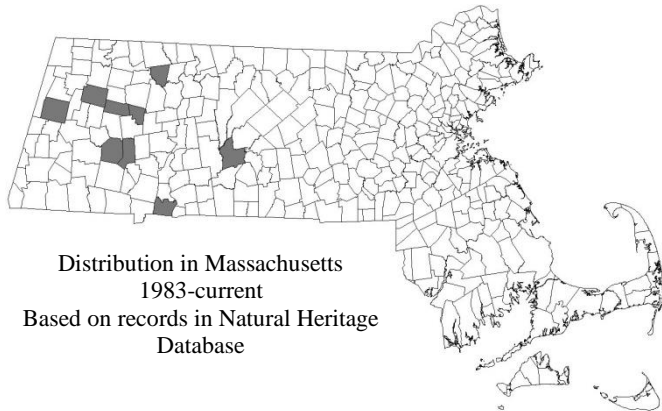 Distribution in Massachusetts
1983-current
Based on records in Natural Heritage
Database